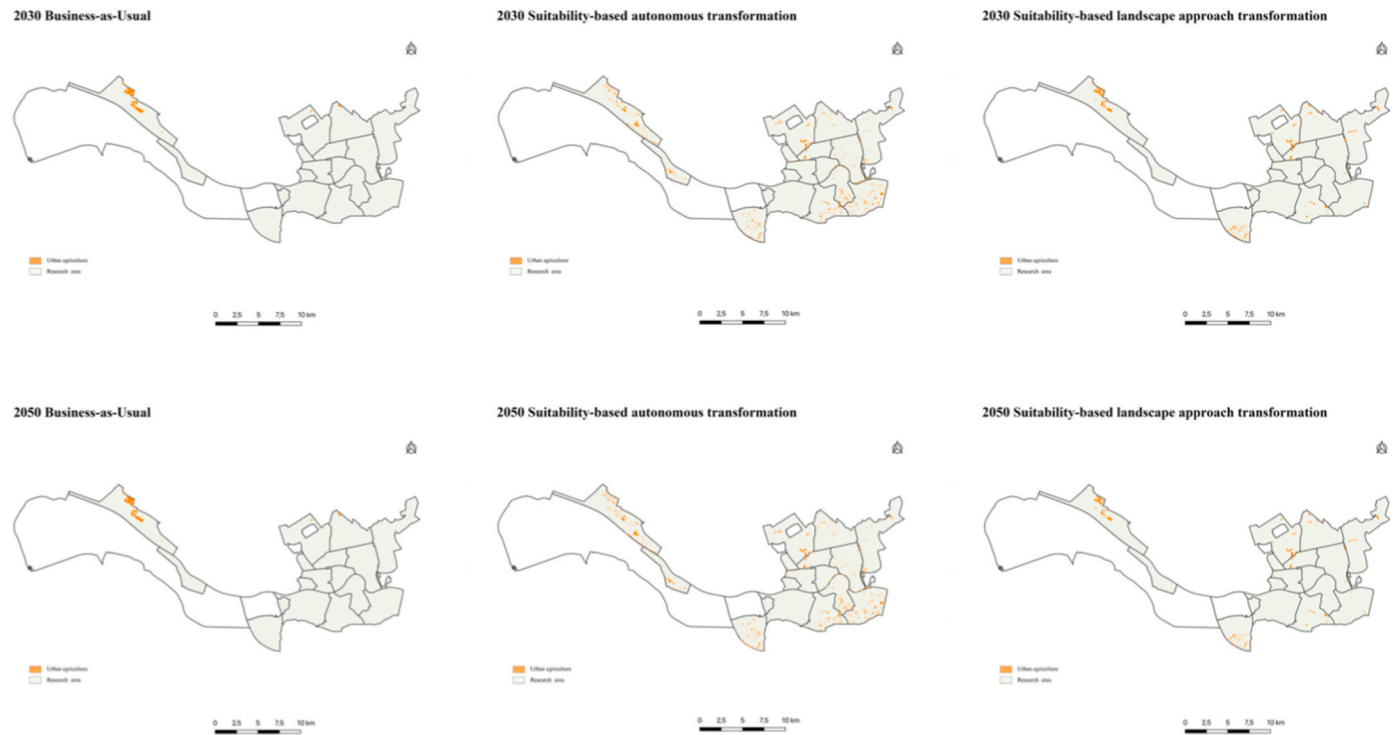 2030 Business-as-Usual
2030 Suitability-based autonomous transformation
2030 Suitability-based landscape approach transformation
Urban agriculture
Research area
0 2,5 5 7,5 10 km
Urban agriculture
Research area
0 2,5 5 7,5 10 km
Urban agriculture
Research area
0 2,5 5 7,5 10 km
2050 Business-as-Usual
2050 Suitability-based autonomous transformation
2050 Suitability-based landscape approach transformation
Urban agriculture
Research area
0 2,5 5 7,5 10 km
Urban agriculture
Research area
0 2,5 5 7,5 10 km
Urban agriculture
Research area
0 2,5 5 7,5 10 km